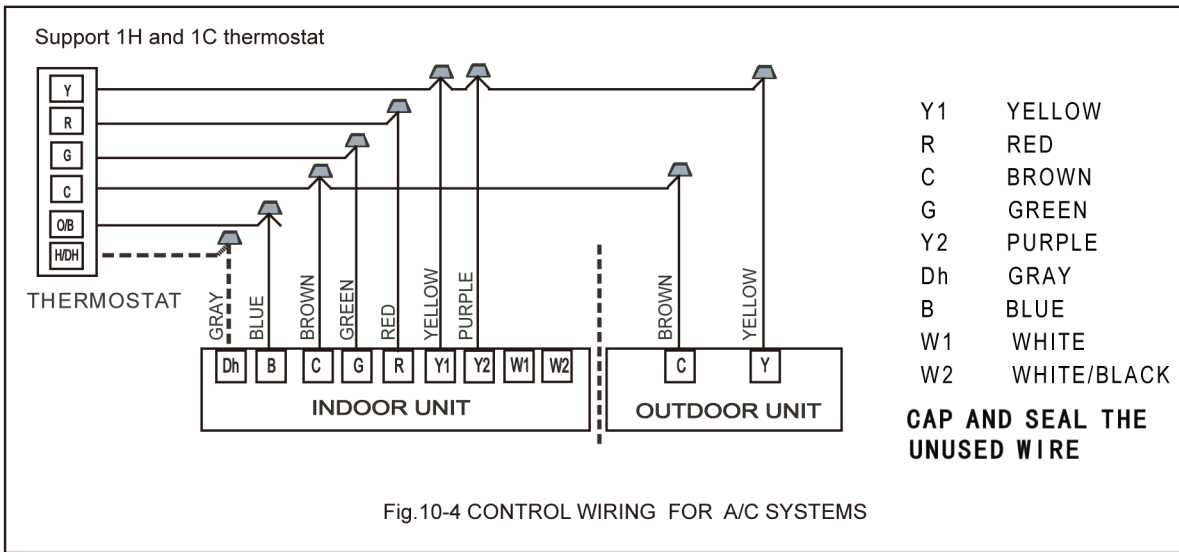 Support 1H and 1C thermostat
Y
R
G
C
O/B
H/DH
THERMOSTAT
GRAY
BLUE
BROWN
GREEN
RED
YELLOW
PURPLE
BROWN
YELLOW
Dh B C G R Y1 Y2 W1 W2
INDOOR UNIT
C Y
OUTDOOR UNIT
Y1 YELLOW
R RED
C BROWN
G GREEN
Y2 PURPLE
Dh GRAY
B BLUE
W1 WHITE
W2 WHITE/BLACK
CAP AND SEAL THE
UNUSED WIRE
Fig.10-4 CONTROL WIRING FOR A/C SYSTEMS